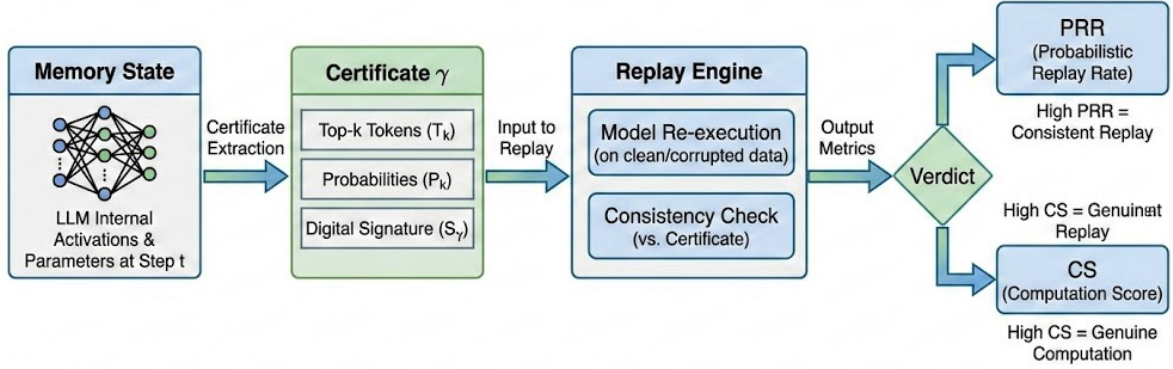 Memory State
LLM Internal
Activations &
Parameters at Step t
Certificate
Extraction
Certificate γ
Top-k Tokens (Tk)
Probabilities (Pk)
Digital Signature (Sγ)
Input to
Replay
Replay Engine
Model Re-execution
(on clean/corrupted data)
Consistency Check
(vs. Certificate)
Output
Metrics
Verdict
PRR
(Probabilistic
Replay Rate)
High PRR =
Consistent Replay
High CS =
Replay
CS
(Computation Score)
High CS = Genuine
Computation